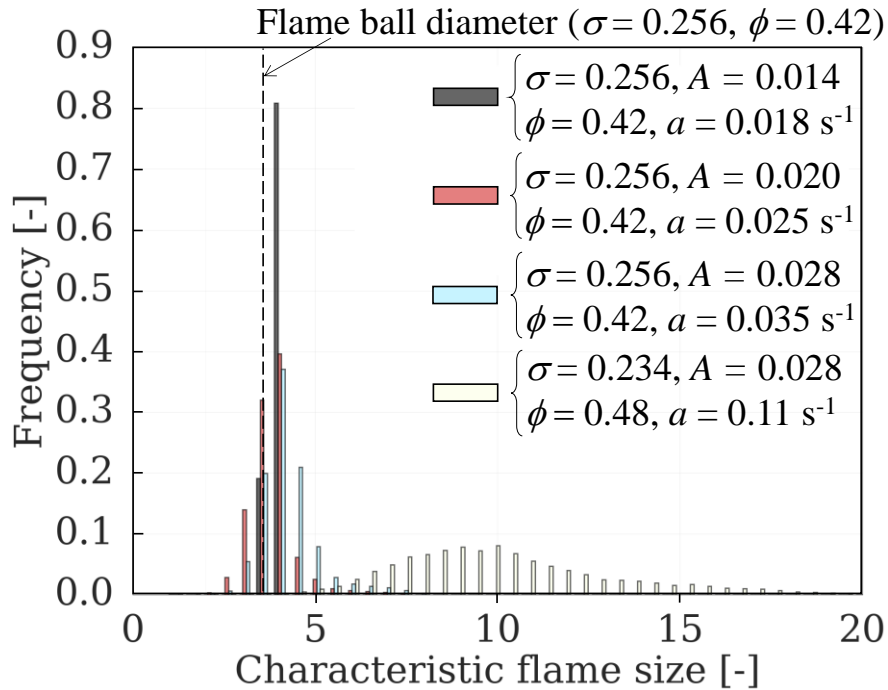 Flame ball diameter (σ = 0.256, ϕ = 0.42)
0.9
0.8
0.7
0.6
0.5
0.4
0.3
0.2
0.1
0.0
Frequency [-]
σ = 0.256, A = 0.014
ϕ = 0.42, a = 0.018 s⁻¹
σ = 0.256, A = 0.020
ϕ = 0.42, a = 0.025 s⁻¹
σ = 0.256, A = 0.028
ϕ = 0.42, a = 0.035 s⁻¹
σ = 0.234, A = 0.028
ϕ = 0.48, a = 0.11 s⁻¹
0 5 10 15 20
Characteristic flame size [-]